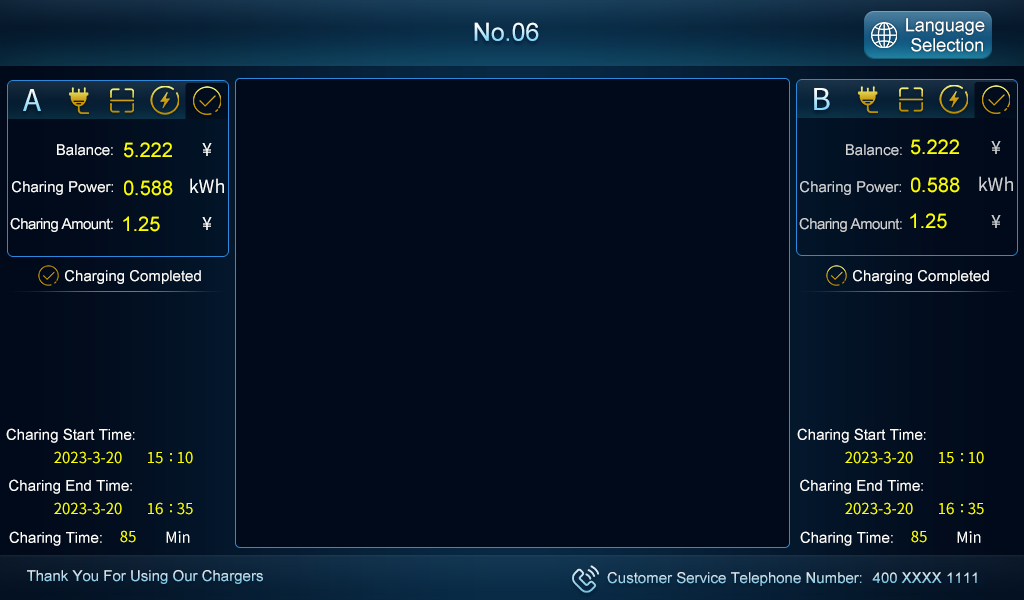 No.06
Language
Selection
A
Balance: 5.222 ¥
Charing Power: 0.588 kWh
Charing Amount: 1.25 ¥
Charging Completed
Charing Start Time:
2023-3-20 15：10
Charing End Time:
2023-3-20 16：35
Charing Time: 85 Min
B
Balance: 5.222 ¥
Charing Power: 0.588 kWh
Charing Amount: 1.25 ¥
Charging Completed
Charing Start Time:
2023-3-20 15：10
Charing End Time:
2023-3-20 16：35
Charing Time: 85 Min
Thank You For Using Our Chargers
Customer Service Telephone Number: 400 XXXX 1111